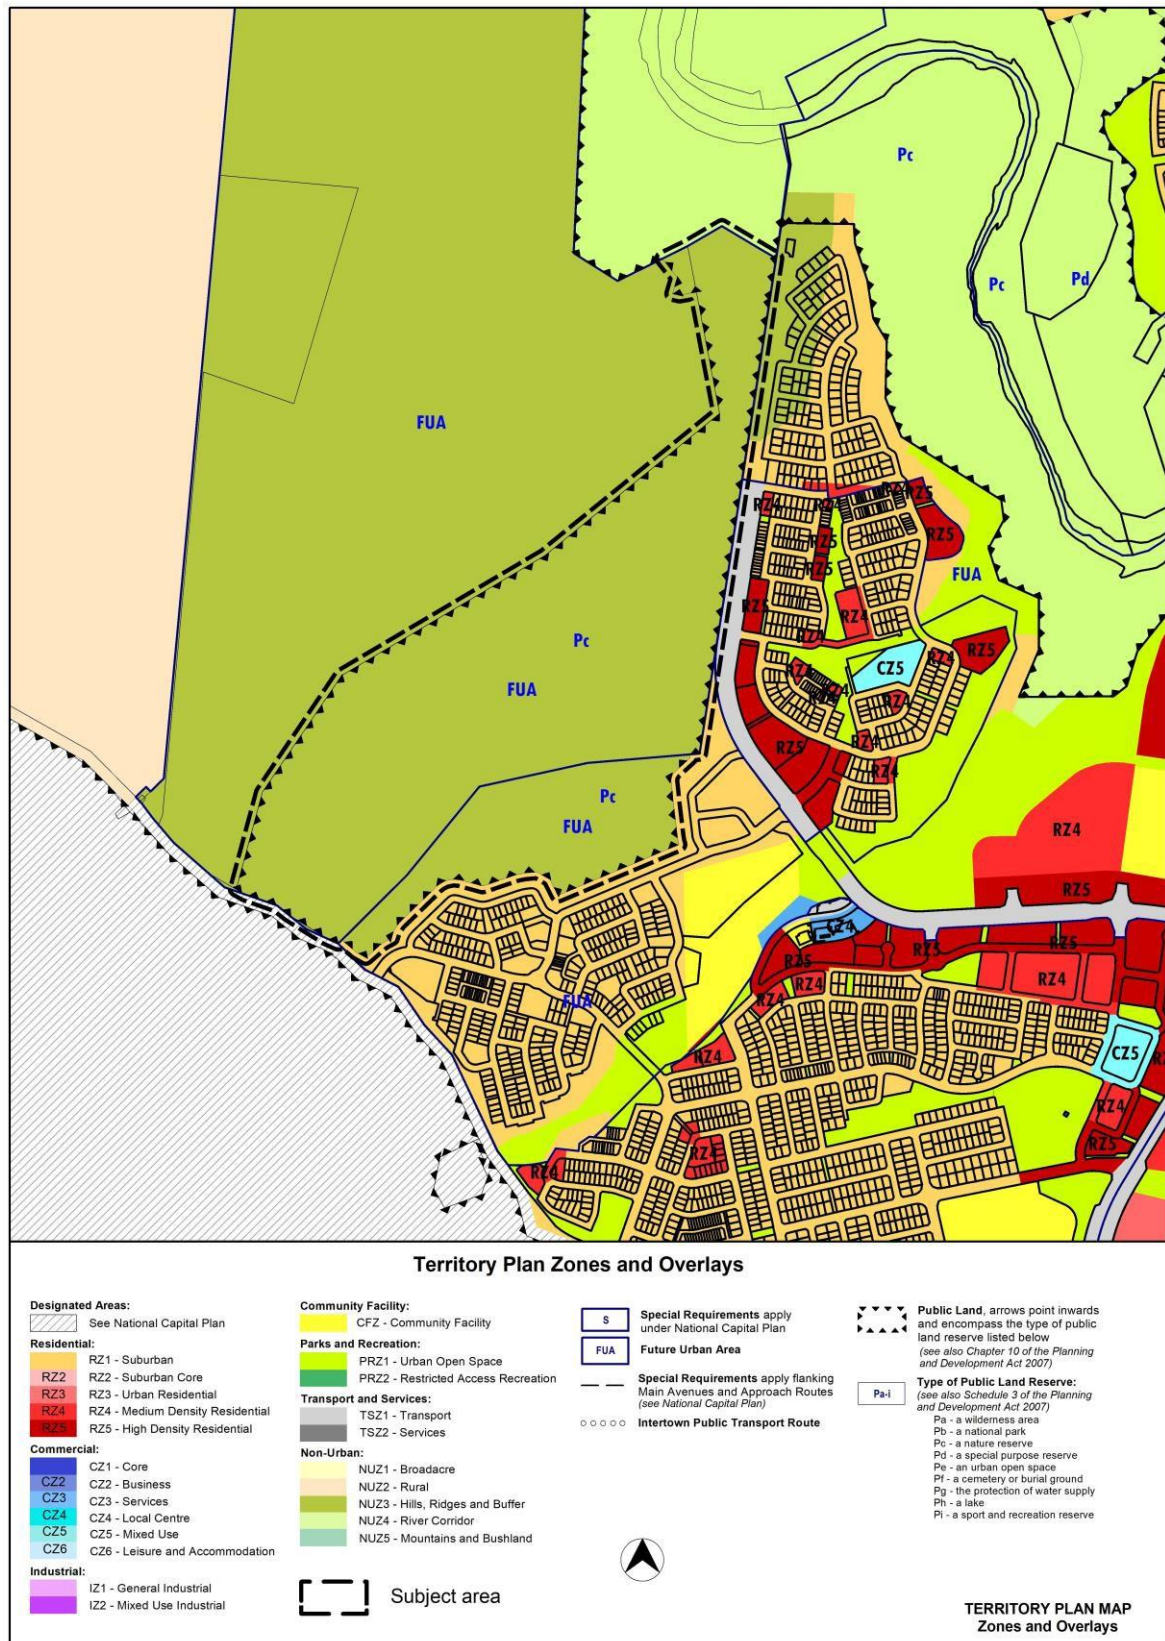 Pc
Pc
Pd
FUA
RZ4
RZ4
RZ4
RZ5
RZ5
RZ5
RZ5
FUA
RZ5
RZ4
RZ4
Pc
RZ5
RZ4
CZ5
RZ4
RZ4
FUA
RZ4
RZ4
RZ5
RZ4
RZ4
Pc
FUA
RZ4
RZ5
CZ4
RZ5
RZ5
RZ5
RZ4
RZ4
RZ4
FUA
RZ4
CZ5
RZ4
RZ5
RZ4
RZ4
Territory Plan Zones and Overlays
Designated Areas:
See National Capital Plan
Residential:
RZ1 - Suburban
RZ2 RZ2 - Suburban Core
RZ3 RZ3 - Urban Residential
RZ4 RZ4 - Medium Density Residential
RZ5 RZ5 - High Density Residential
Commercial:
CZ1 - Core
CZ2 CZ2 - Business
CZ3 CZ3 - Services
CZ4 CZ4 - Local Centre
CZ5 CZ5 - Mixed Use
CZ6 CZ6 - Leisure and Accommodation
Industrial:
IZ1 - General Industrial
IZ2 - Mixed Use Industrial
Community Facility:
CFZ - Community Facility
Parks and Recreation:
PRZ1 - Urban Open Space
PRZ2 - Restricted Access Recreation
Transport and Services:
TSZ1 - Transport
TSZ2 - Services
Non-Urban:
NUZ1 - Broadacre
NUZ2 - Rural
NUZ3 - Hills, Ridges and Buffer
NUZ4 - River Corridor
NUZ5 - Mountains and Bushland
Subject area
S Special Requirements apply
under National Capital Plan
FUA Future Urban Area
Special Requirements apply flanking
Main Avenues and Approach Routes
(see National Capital Plan)
Intertown Public Transport Route
Public Land, arrows point inwards
and encompass the type of public
land reserve listed below
(see also Chapter 10 of the Planning
and Development Act 2007)
Pa-i Type of Public Land Reserve:
(see also Schedule 3 of the Planning
and Development Act 2007)
Pa - a wilderness area
Pb - a national park
Pc - a nature reserve
Pd - a special purpose reserve
Pe - an urban open space
Pf - a cemetery or burial ground
Pg - the protection of water supply
Ph - a lake
Pi - a sport and recreation reserve
TERRITORY PLAN MAP
Zones and Overlays